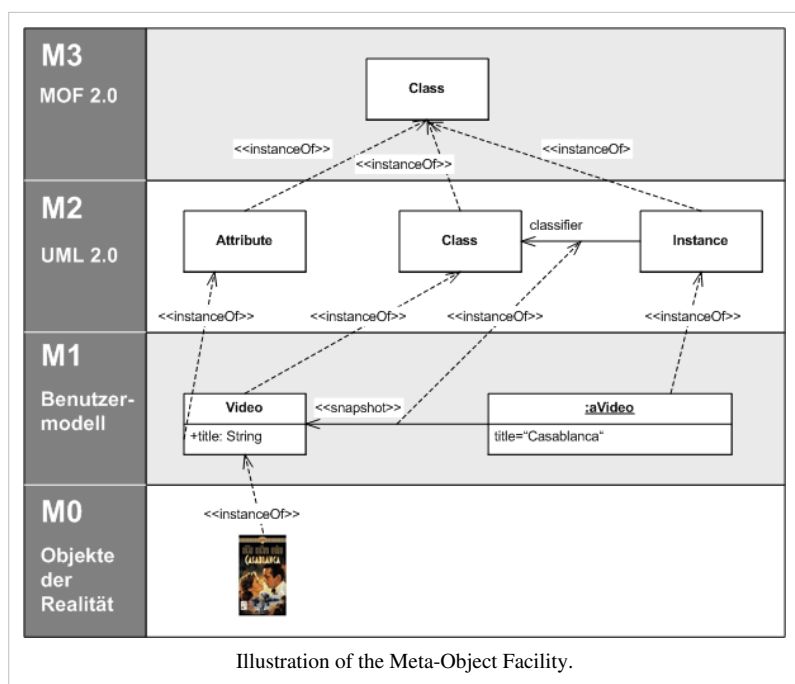 M3
MOF 2.0
Class
<<instanceOf>>
<<instanceOf>>
<<instanceOf>
M2
UML 2.0
Attribute
Class
classifier
Instance
<<instanceOf>>
<<instanceOf>>
<<instanceOf>>
<<instanceOf>>
M1
Benutzer-
modell
Video
+title: String
<<snapshot>>
:aVideo
title=“Casablanca“
M0
Objekte
der
Realität
<<instanceOf>>
CASABLANCA
Illustration of the Meta-Object Facility.